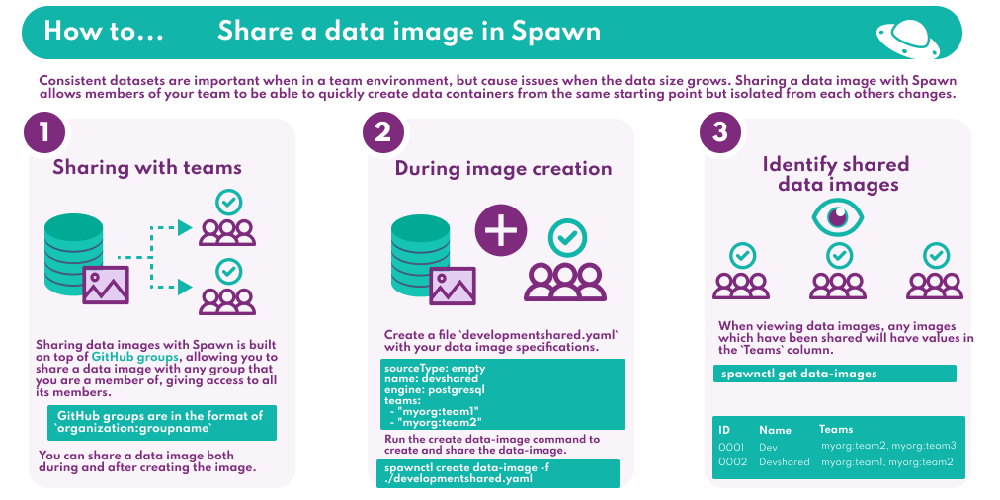 How to... Share a data image in Spawn
Consistent datasets are important when in a team environment, but cause issues when the data size grows. Sharing a data image with Spawn
allows members of your team to be able to quickly create data containers from the same starting point but isolated from each others changes.
1
Sharing with teams
Sharing data images with Spawn is built
on top of GitHub groups, allowing you to
share a data image with any group that
you are a member of, giving access to all
its members.
GitHub groups are in the format of
`organization:groupname`
You can share a data image both
during and after creating the image.
2
During image creation
Create a file `developmentshared.yaml`
with your data image specifications.
sourceType: empty
name: devshared
engine: postgresql
teams:
- "myorg:team1"
- "myorg:team2"
Run the create data-image command to
create and share the data-image.
spawnctl create data-image -f
./developmentshared.yaml
3
Identify shared
data images
When viewing data images, any images
which have been shared will have values in
the `Teams` column.
spawnctl get data-images
ID Name Teams
0001 Dev myorg:team2, myorg:team3
0002 Devshared myorg:team1, myorg:team2